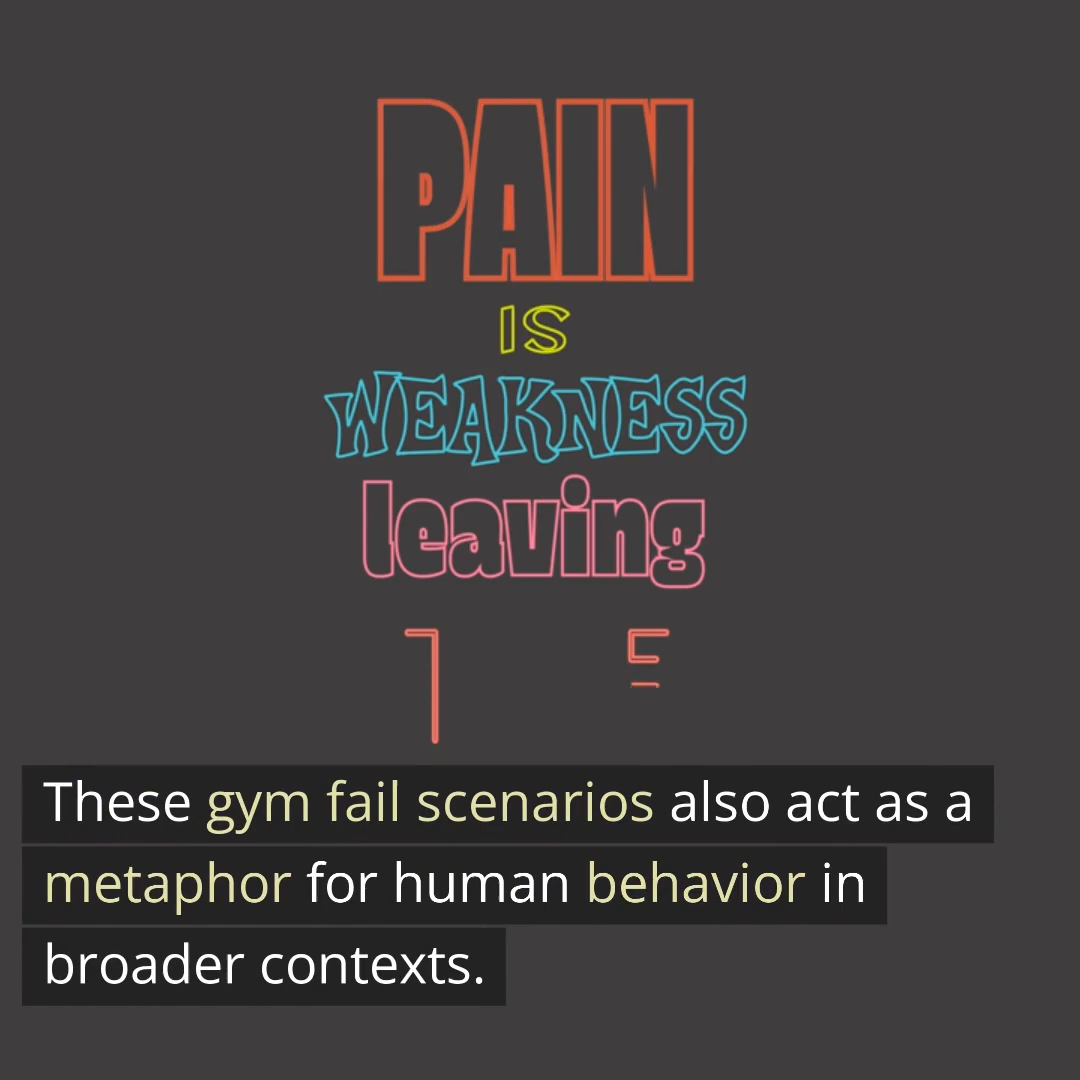 PAIN
IS
WEAKNESS
leaving
These gym fail scenarios also act as a
metaphor for human behavior in
broader contexts.